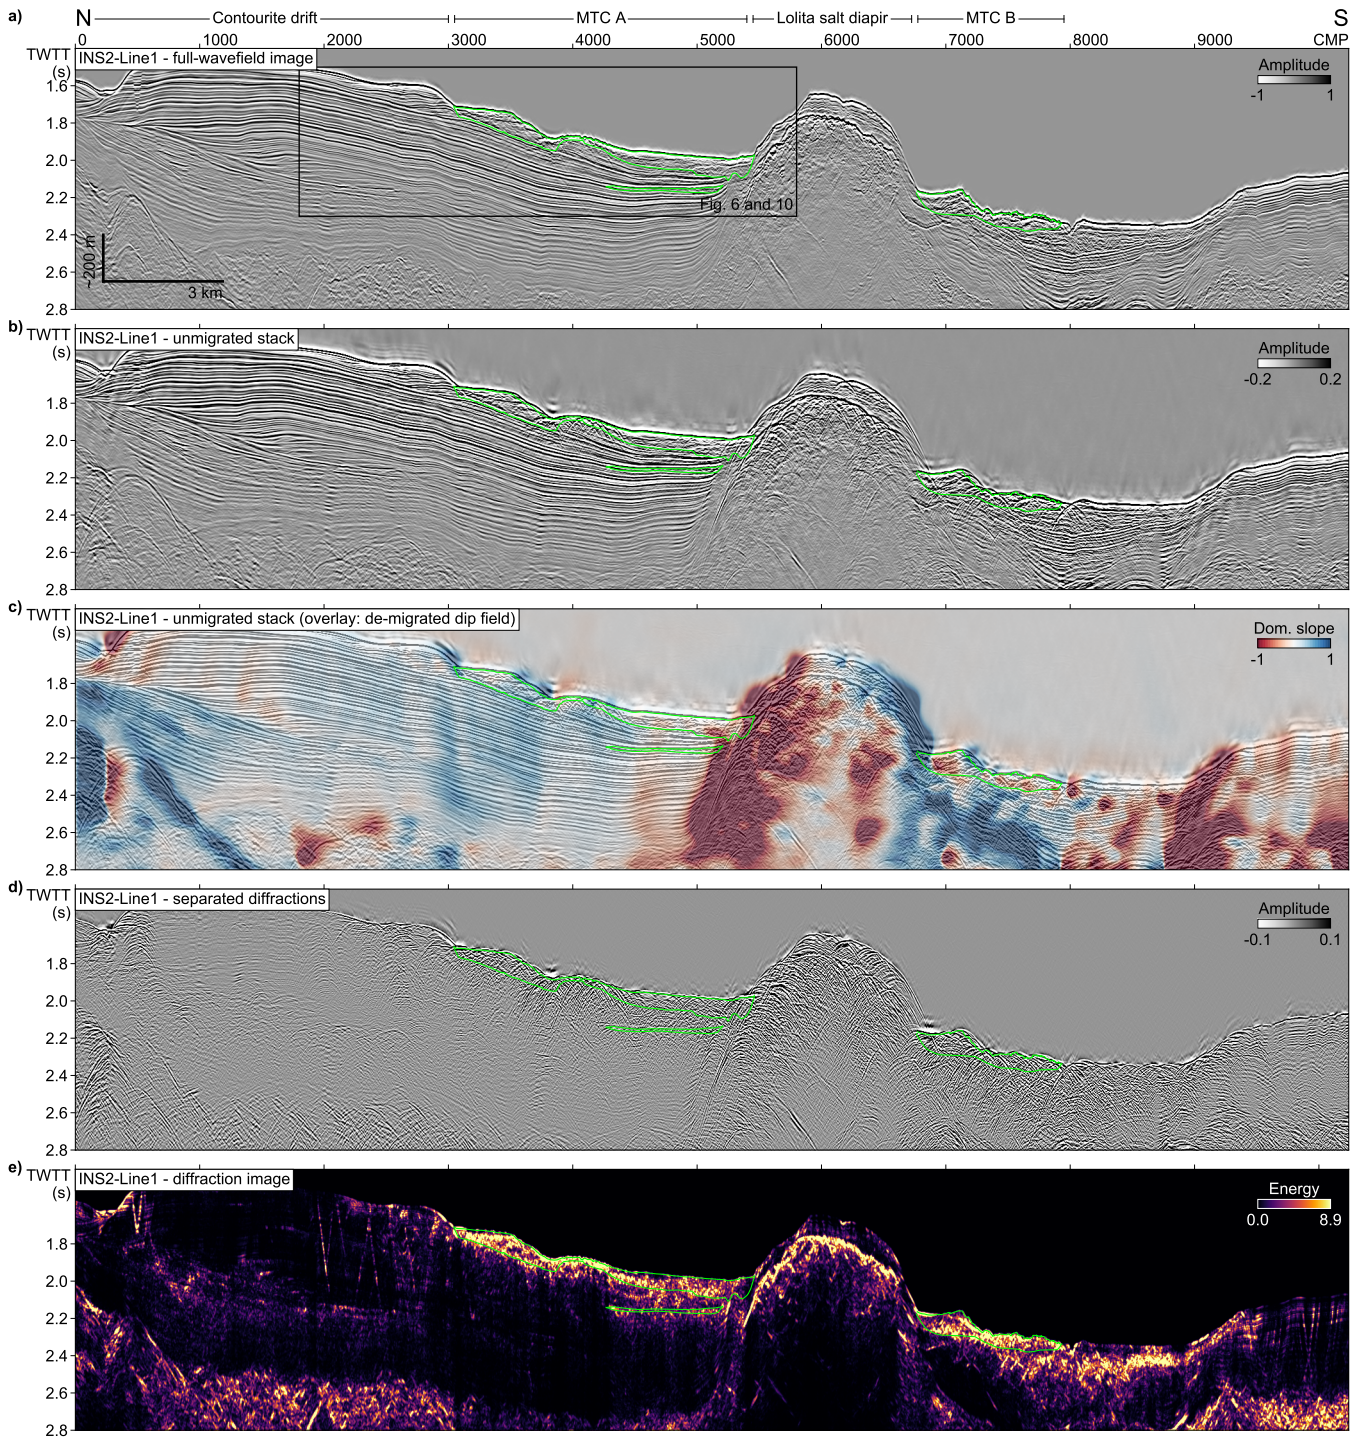 a) N Contourite drift MTC A Lolita salt diapir MTC B S
0 1000 2000 3000 4000 5000 6000 7000 8000 9000 CMP
TWTT
(s)
INS2-Line1 - full-wavefield image
Amplitude
-1 1
1.6
1.8
2.0
2.2
2.4
2.6
2.8
Fig. 6 and 10
~200 m
3 km
b) TWTT
(s)
INS2-Line1 - unmigrated stack
Amplitude
-0.2 0.2
1.8
2.0
2.2
2.4
2.6
2.8
c) TWTT
(s)
INS2-Line1 - unmigrated stack (overlay: de-migrated dip field)
Dom. slope
-1 1
1.8
2.0
2.2
2.4
2.6
2.8
d) TWTT
(s)
INS2-Line1 - separated diffractions
Amplitude
-0.1 0.1
1.8
2.0
2.2
2.4
2.6
2.8
e) TWTT
(s)
INS2-Line1 - diffraction image
Energy
0.0 8.9
1.8
2.0
2.2
2.4
2.6
2.8